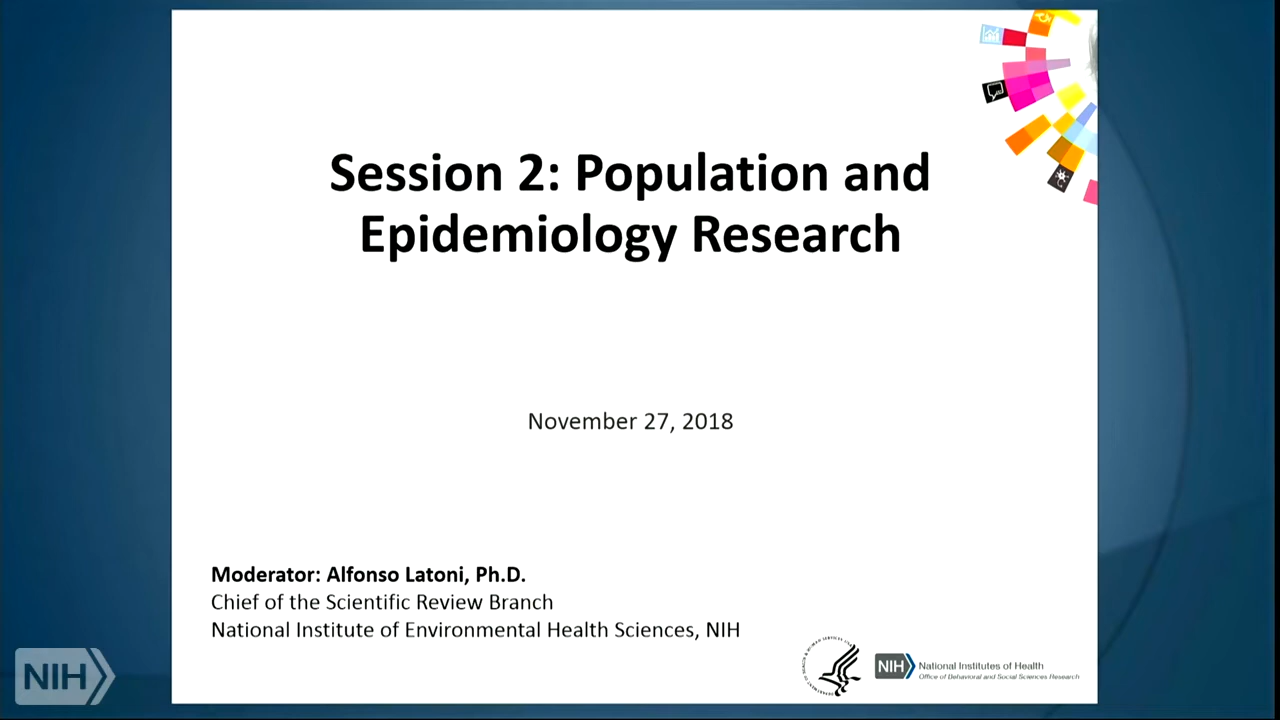 Session 2: Population and
Epidemiology Research
November 27, 2018
Moderator: Alfonso Latoni, Ph.D.
Chief of the Scientific Review Branch
National Institute of Environmental Health Sciences, NIH
NIH
National Institutes of Health
Office of Behavioral and Social Sciences Research
NIH